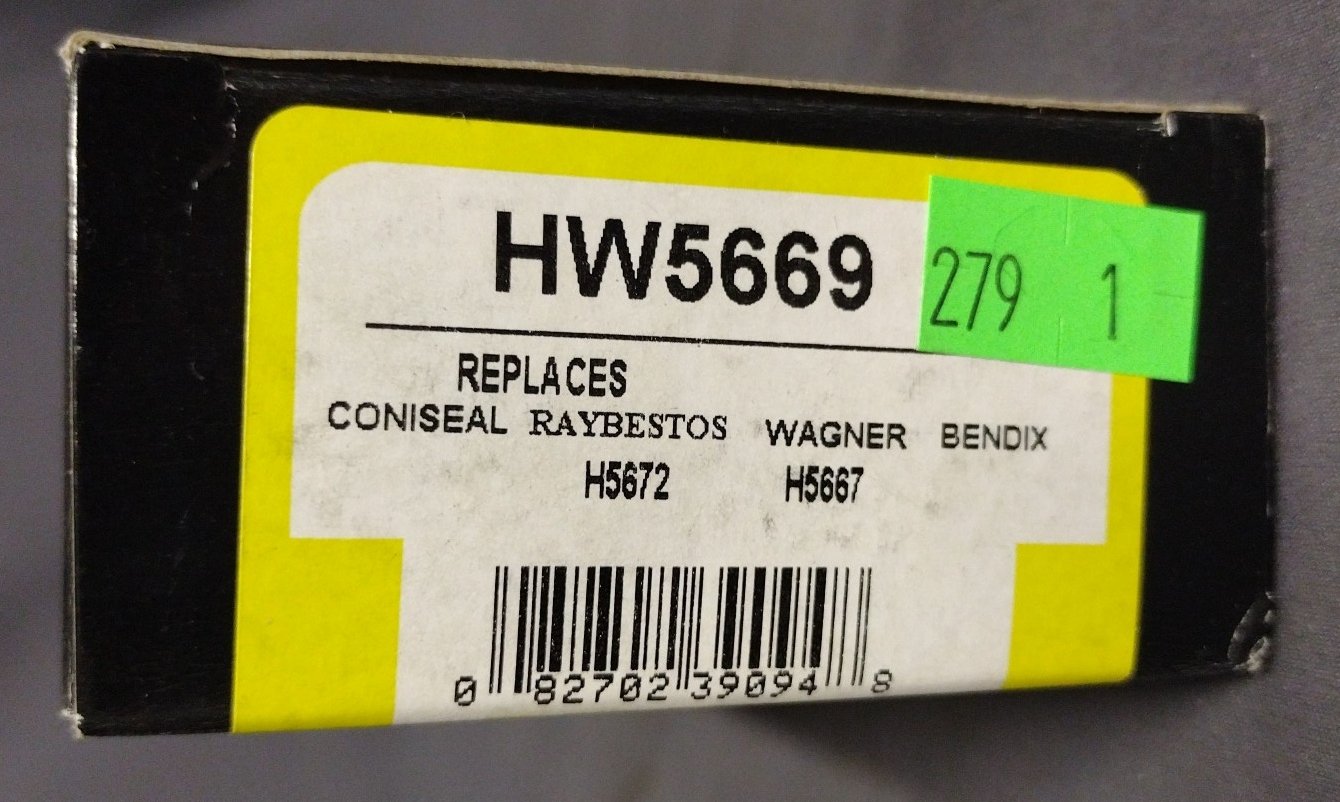 HW5669
279 1
REPLACES
CONISEAL RAYBESTOS WAGNER BENDIX
H5672 H5667
0 82702 39094 8